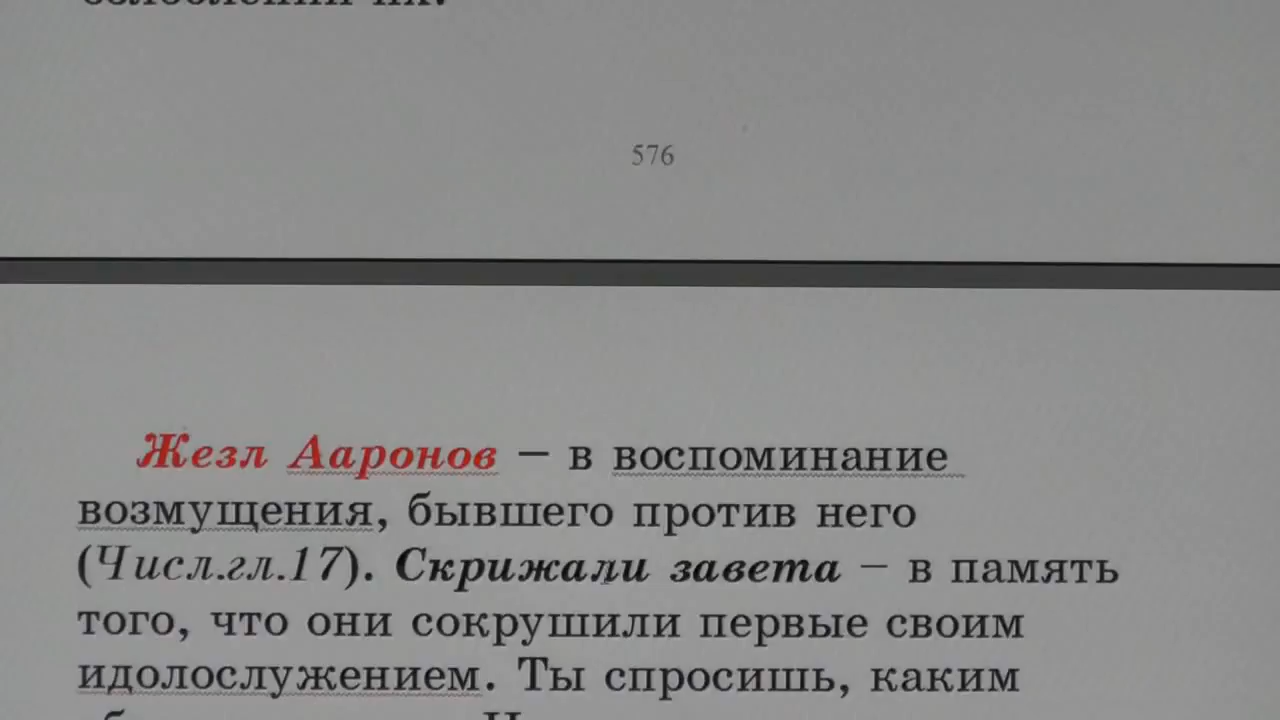 576
Жезл Ааронов – в воспоминание
возмущения, бывшего против него
(Числ.гл.17). Скрижали завета – в память
того, что они сокрушили первые своим
идолослужением. Ты спросишь, каким